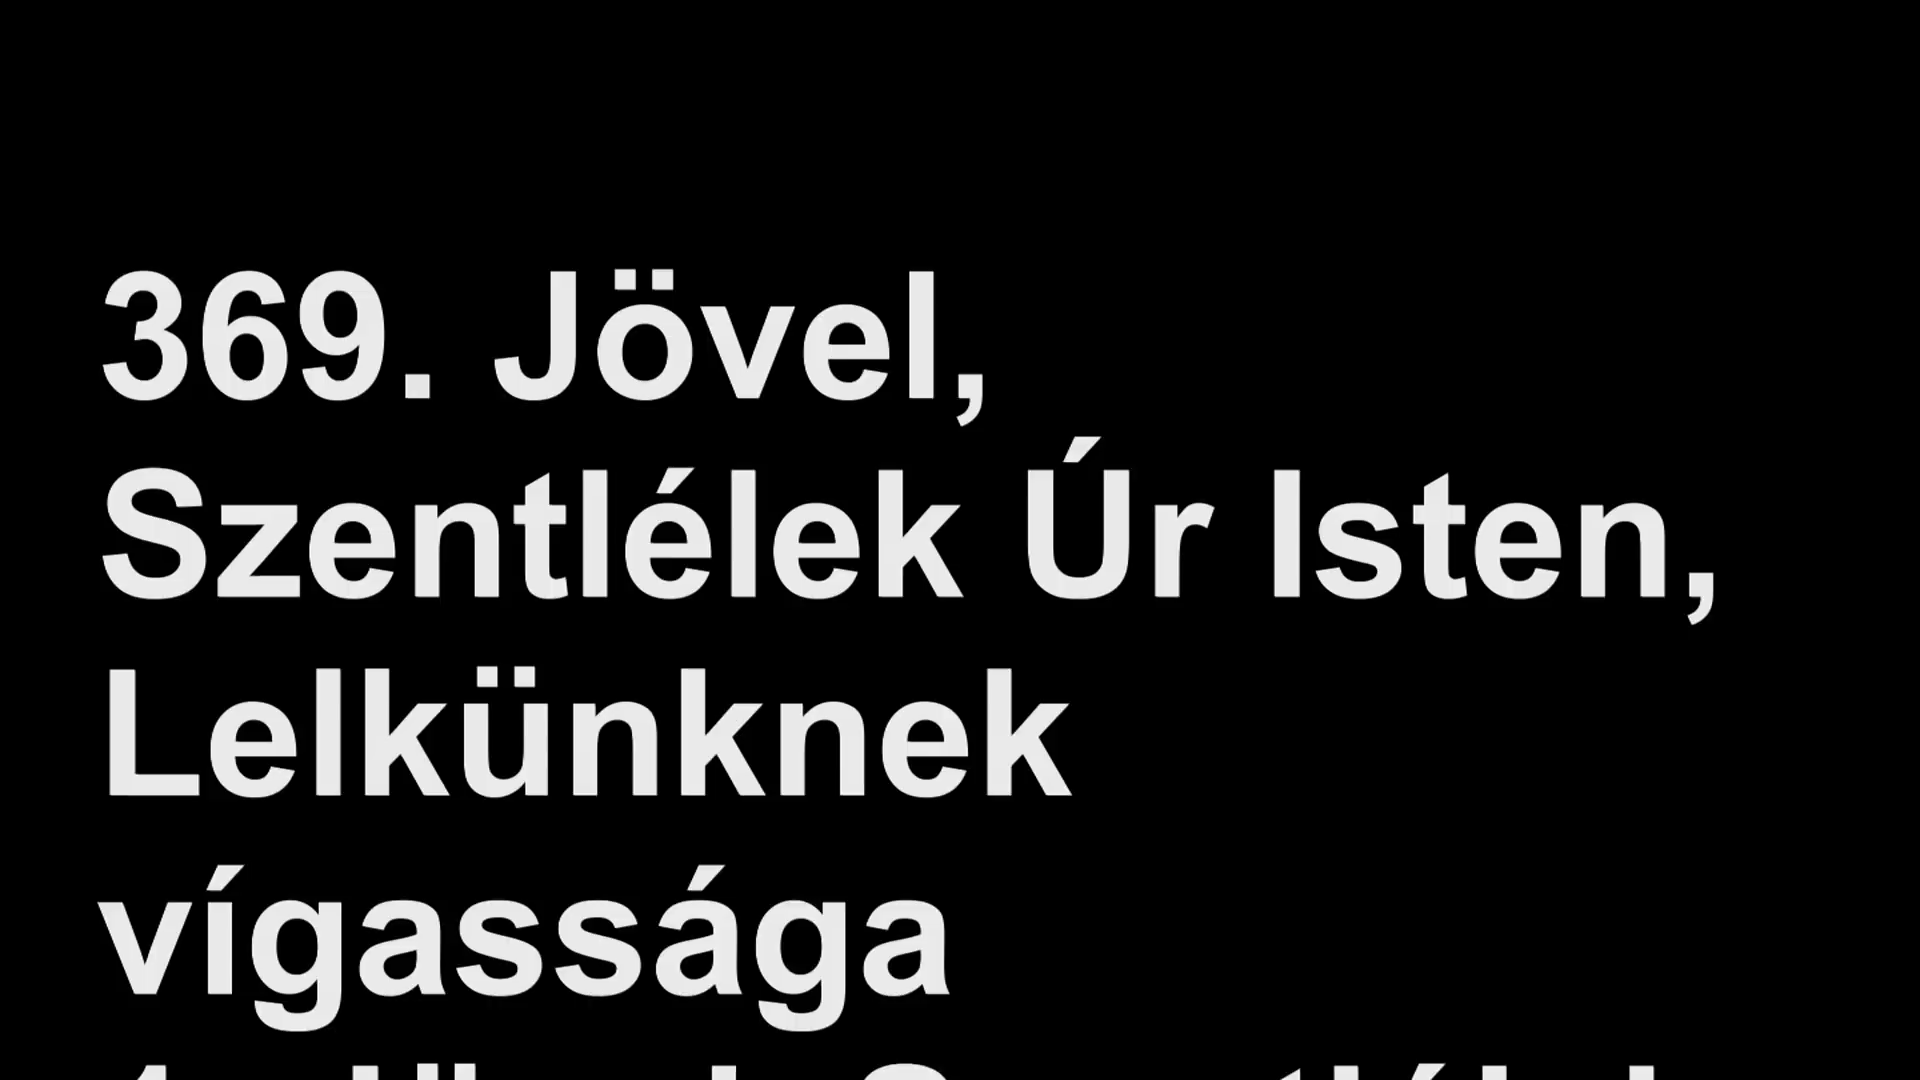 369. Jövel,
Szentlélek Úr Isten,
Lelkünknek
vígassága